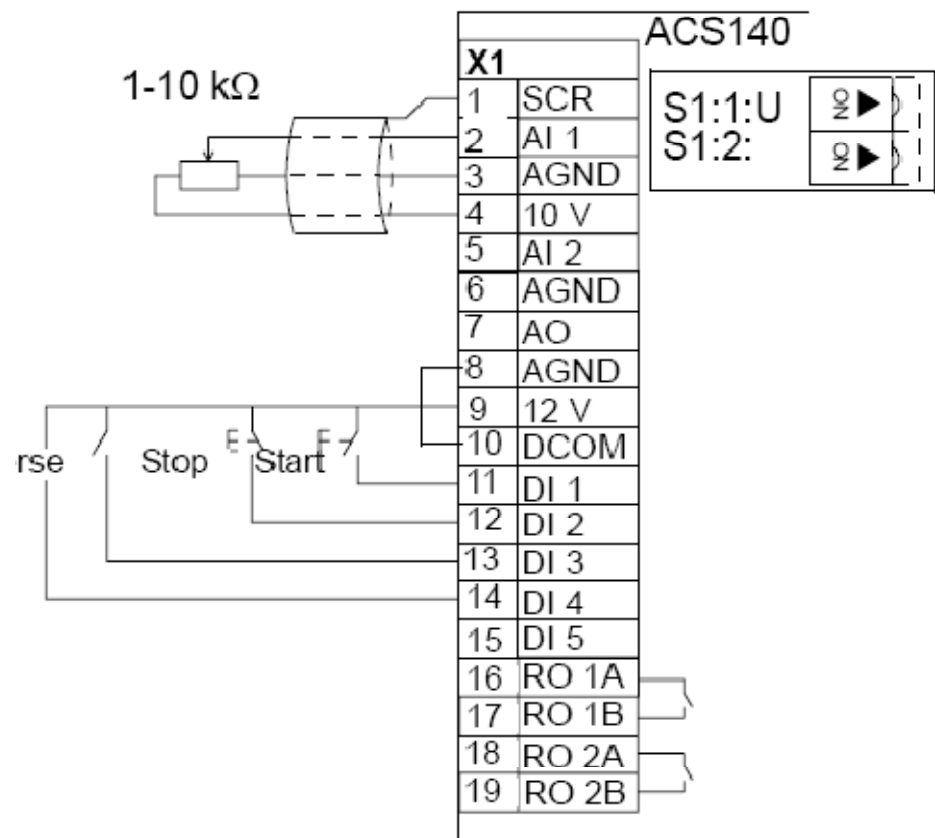 ACS140
X1
1-10 kΩ
1 SCR
2 AI 1
3 AGND
4 10 V
5 AI 2
6 AGND
7 AO
8 AGND
9 12 V
10 DCOM
11 DI 1
12 DI 2
13 DI 3
14 DI 4
15 DI 5
16 RO 1A
17 RO 1B
18 RO 2A
19 RO 2B
S1:1:U
S1:2:
ON
ON
rse Stop Start